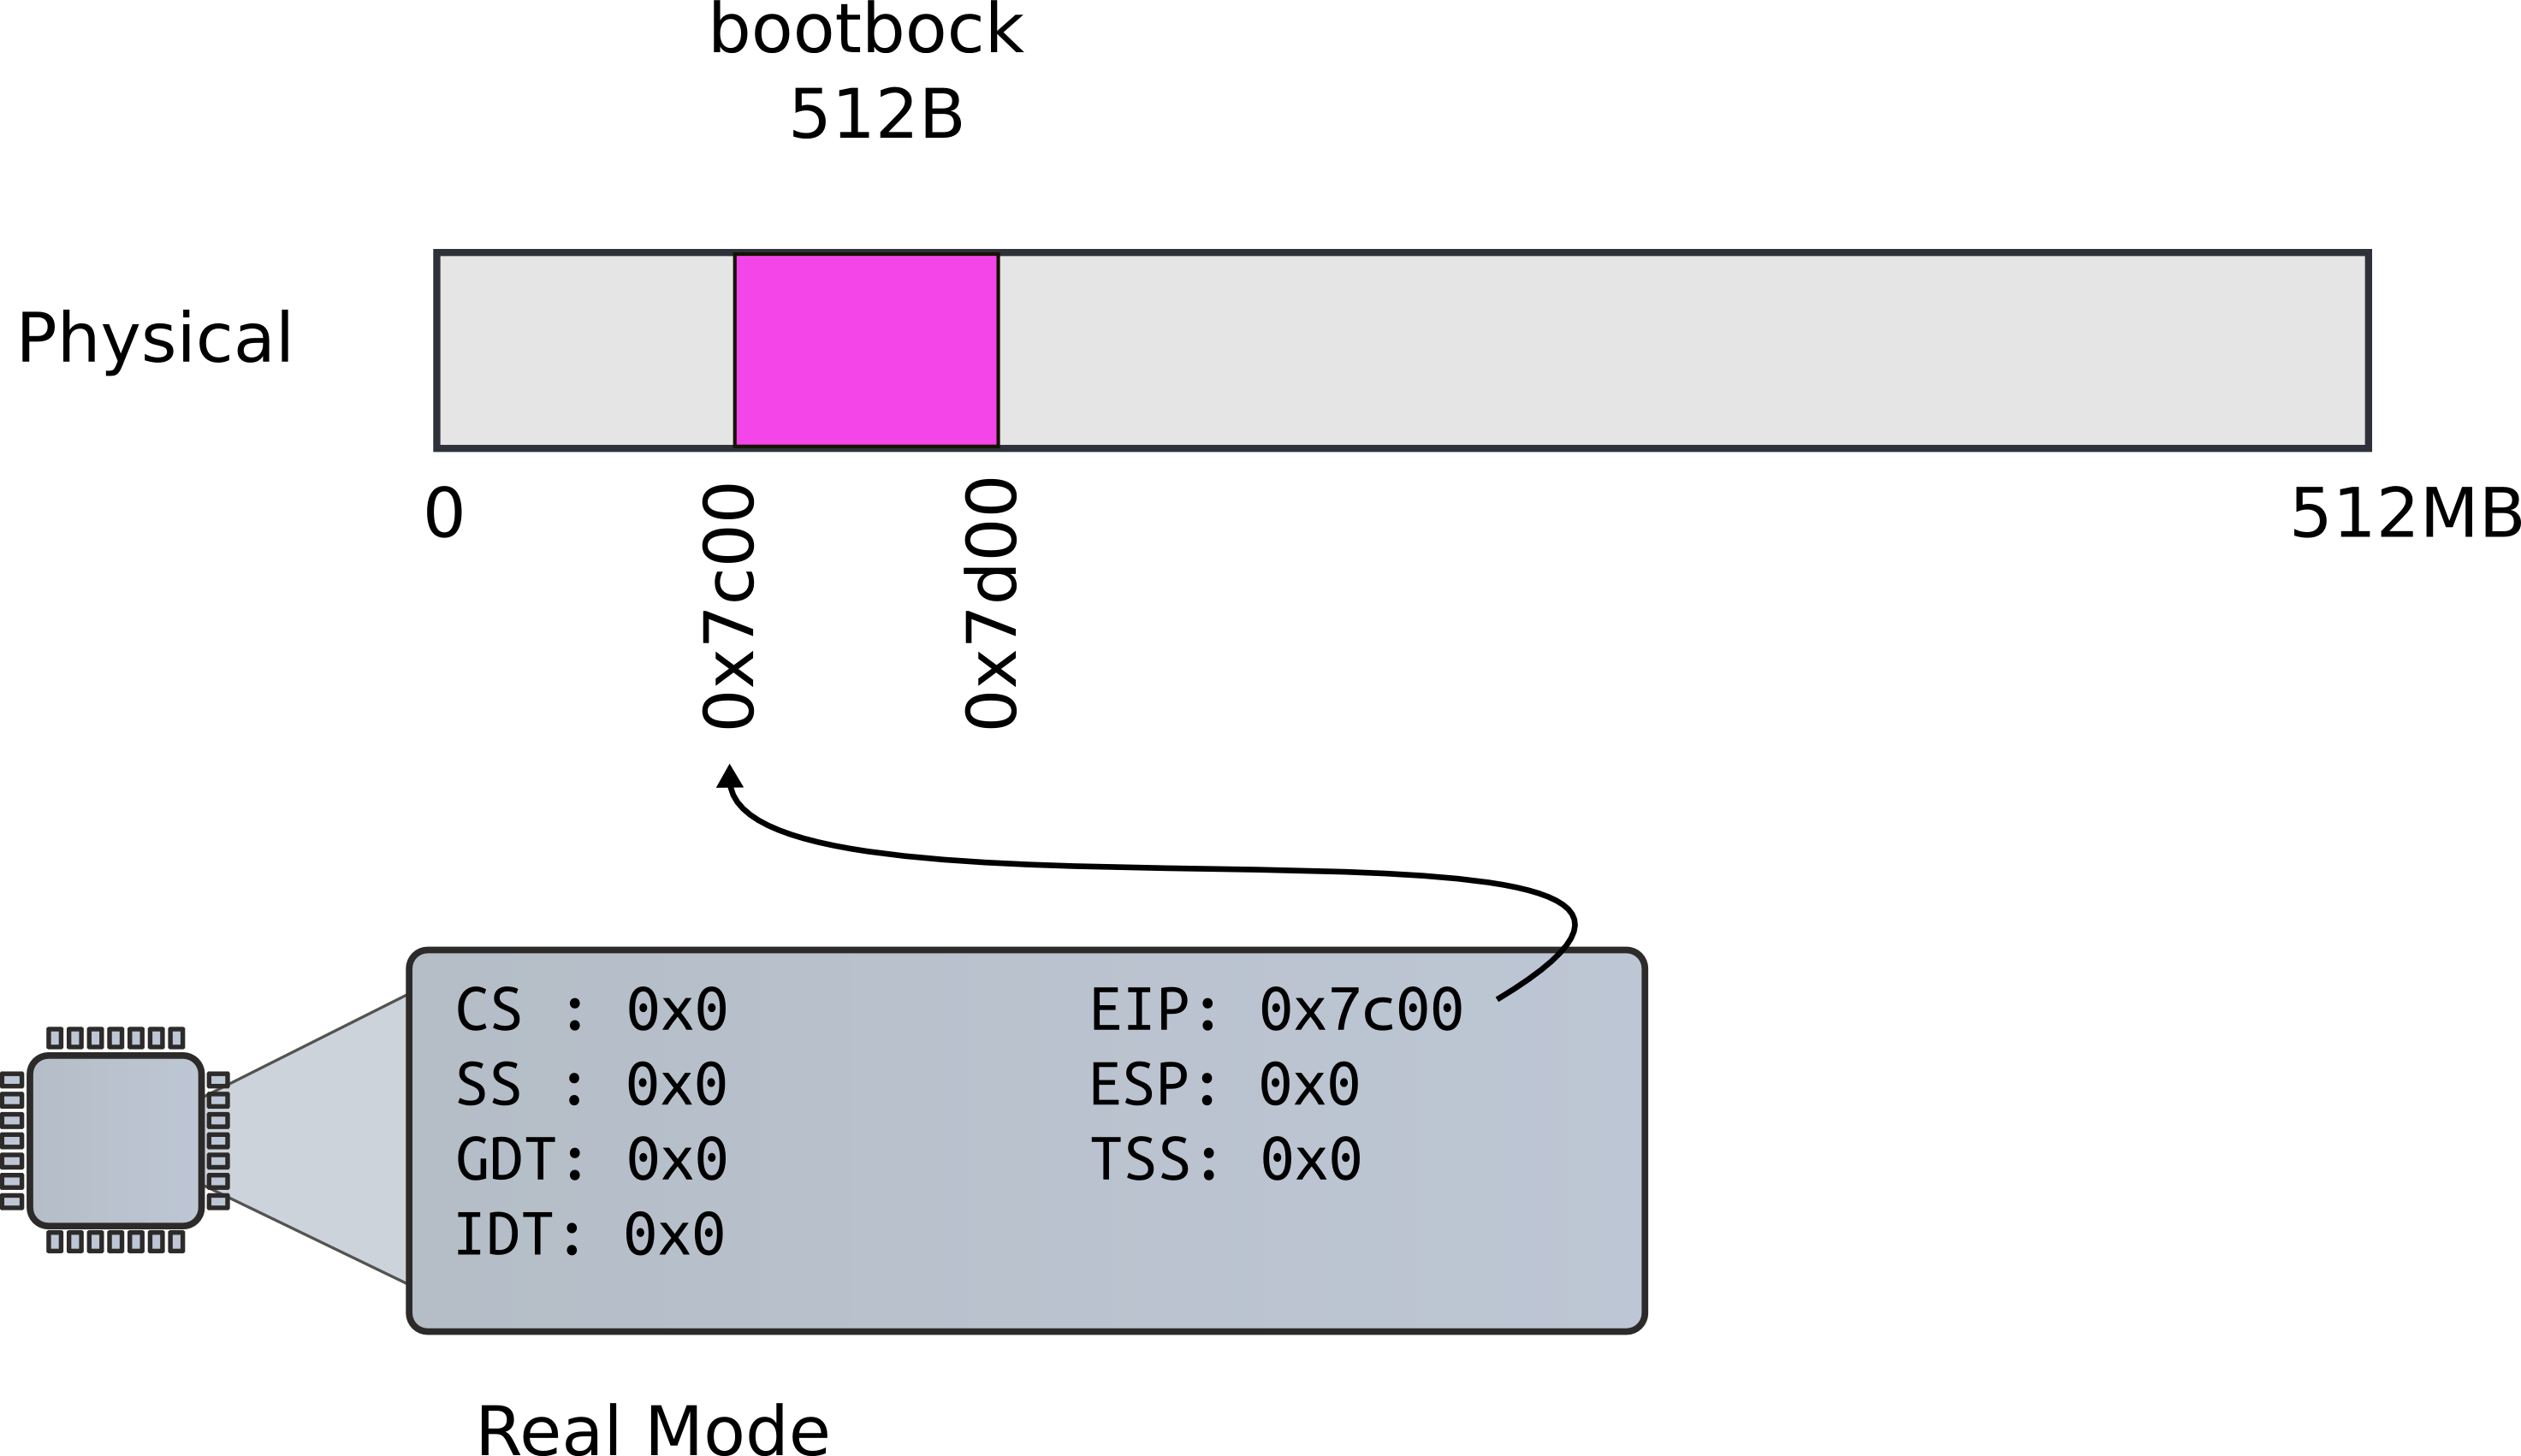 bootbock
512B
Physical
0
0x7c00
0x7d00
512MB
CS : 0x0
SS : 0x0
GDT: 0x0
IDT: 0x0
EIP: 0x7c00
ESP: 0x0
TSS: 0x0
Real Mode